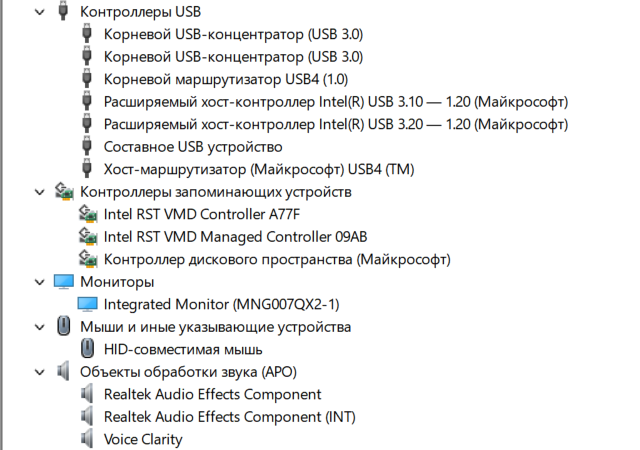 Контроллеры USB
Корневой USB-концентратор (USB 3.0)
Корневой USB-концентратор (USB 3.0)
Корневой маршрутизатор USB4 (1.0)
Расширяемый хост-контроллер Intel(R) USB 3.10 — 1.20 (Майкрософт)
Расширяемый хост-контроллер Intel(R) USB 3.20 — 1.20 (Майкрософт)
Составное USB устройство
Хост-маршрутизатор (Майкрософт) USB4 (TM)
Контроллеры запоминающих устройств
Intel RST VMD Controller A77F
Intel RST VMD Managed Controller 09AB
Контроллер дискового пространства (Майкрософт)
Мониторы
Integrated Monitor (MNG007QX2-1)
Мыши и иные указывающие устройства
HID-совместимая мышь
Объекты обработки звука (APO)
Realtek Audio Effects Component
Realtek Audio Effects Component (INT)
Voice Clarity